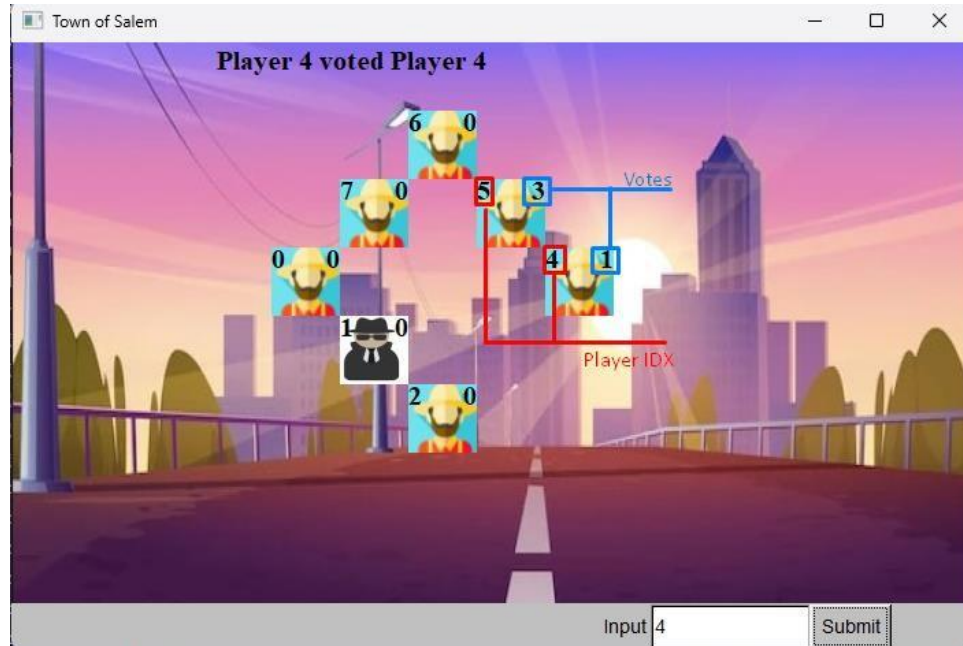 Town of Salem
Player 4 voted Player 4
6 0
7 0
5 3
Votes
0 0
4 1
1 0
Player IDX
2 0
Input 4 Submit